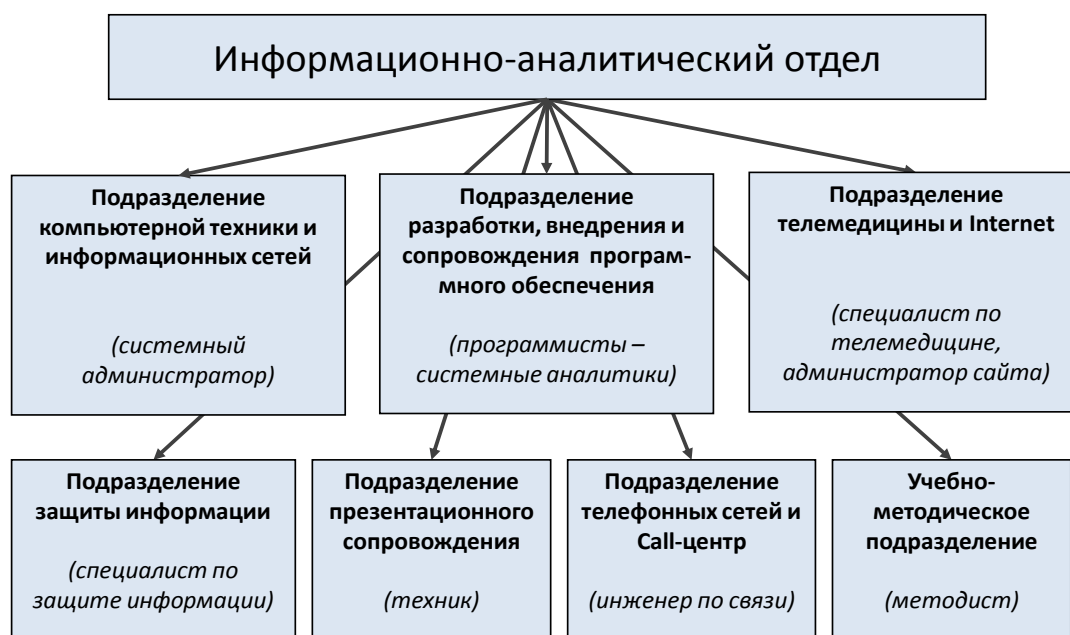 Информационно-аналитический отдел
Подразделение
компьютерной техники и
информационных сетей
(системный
администратор)
Подразделение
разработки, внедрения и
сопровождения програм-
много обеспечения
(программисты –
системные аналитики)
Подразделение
телемедицины и Internet
(специалист по
телемедицине,
администратор сайта)
Подразделение
защиты информации
(специалист по
защите информации)
Подразделение
презентационного
сопровождения
(техник)
Подразделение
телефонных сетей и
Call-центр
(инженер по связи)
Учебно-
методическое
подразделение
(методист)